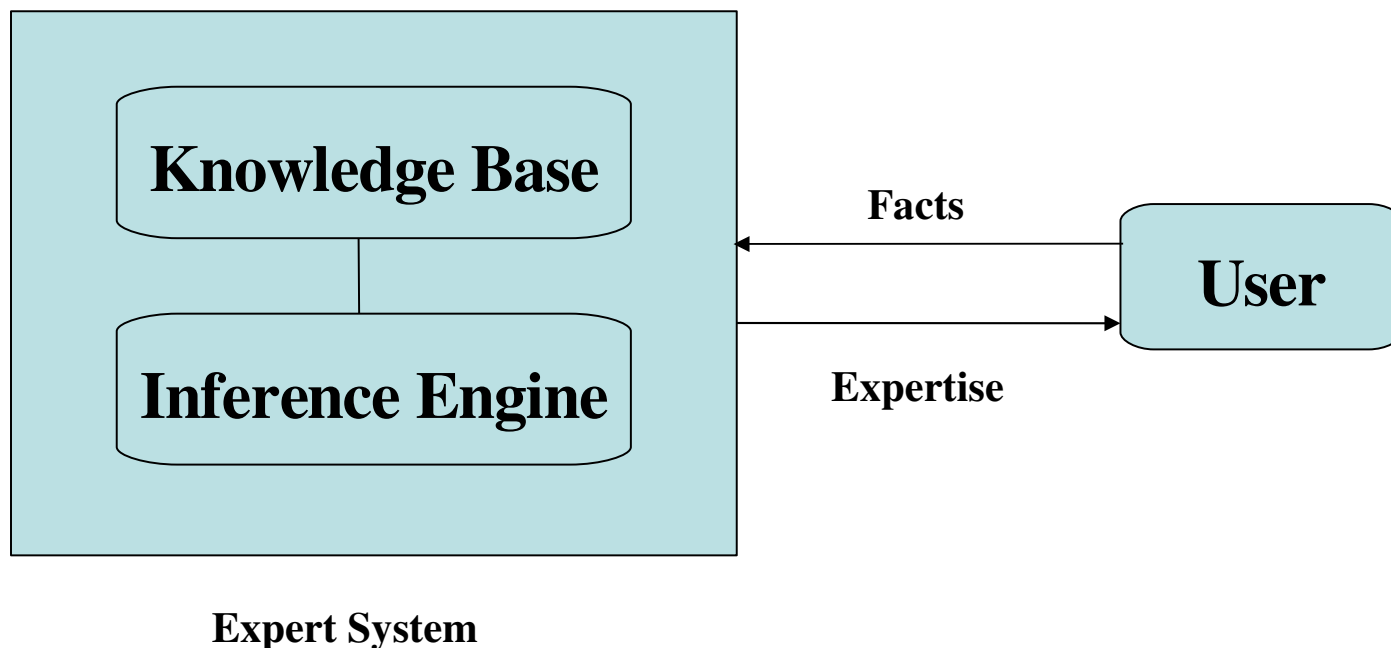 Knowledge Base
Facts
User
Inference Engine
Expertise
Expert System